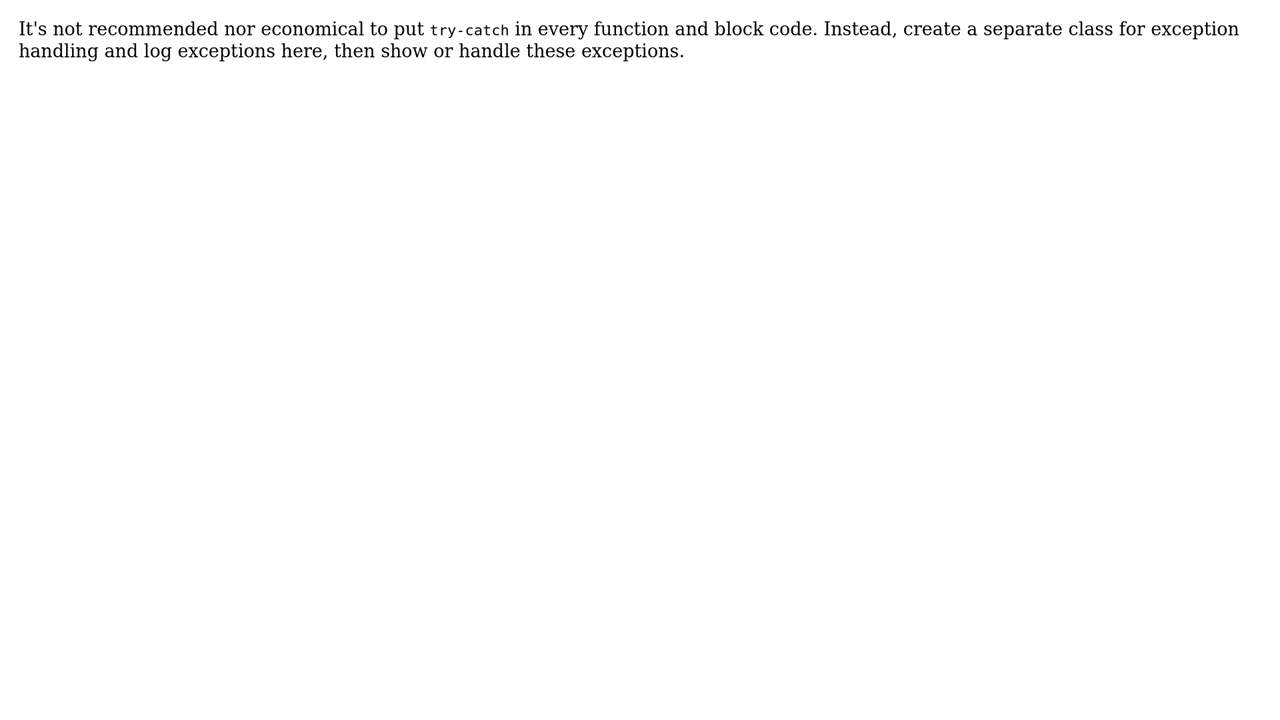 It's not recommended nor economical to put try-catch in every function and block code. Instead, create a separate class for exception
handling and log exceptions here, then show or handle these exceptions.